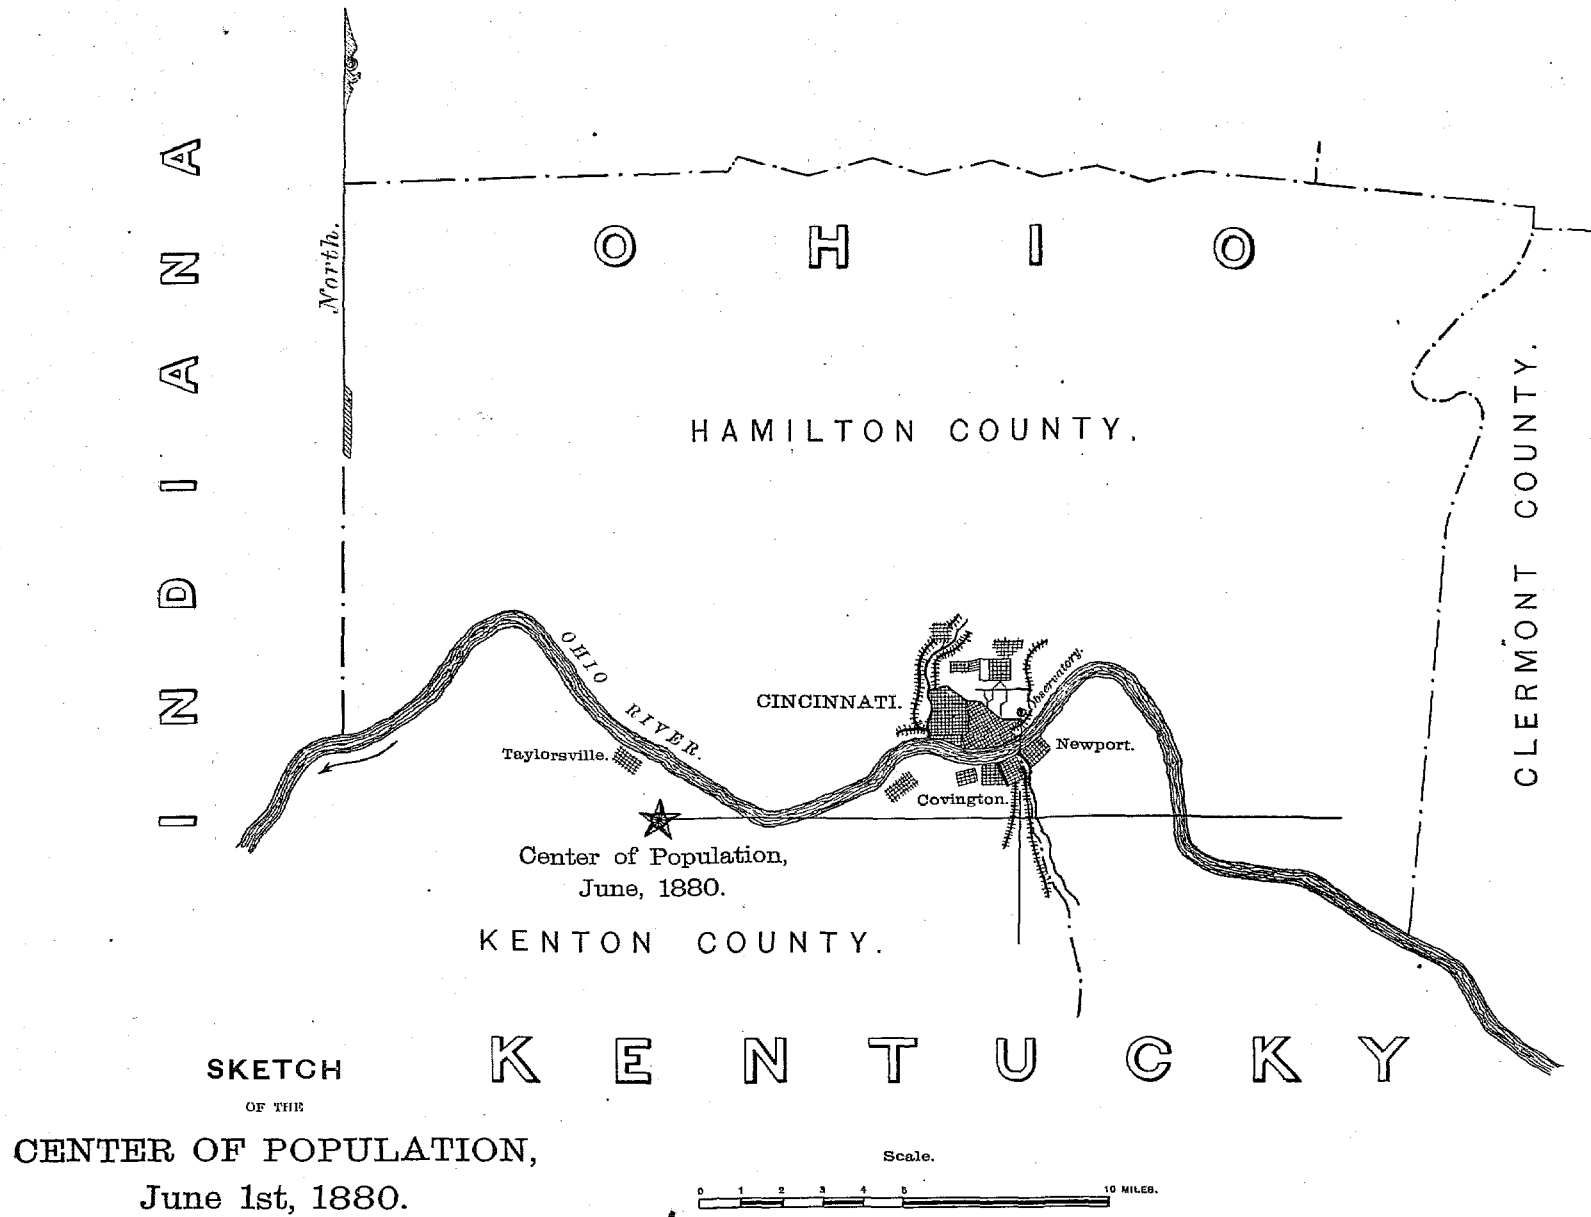 INDIANA
North.
OHIO
HAMILTON COUNTY.
CLERMONT COUNTY.
OHIO RIVER.
CINCINNATI.
Observatory.
Taylorsville.
Newport.
Covington.
Center of Population,
June, 1880.
KENTON COUNTY.
KENTUCKY
SKETCH
OF THE
CENTER OF POPULATION,
June 1st, 1880.
Scale.
0 1 2 3 4 5 10 MILES.